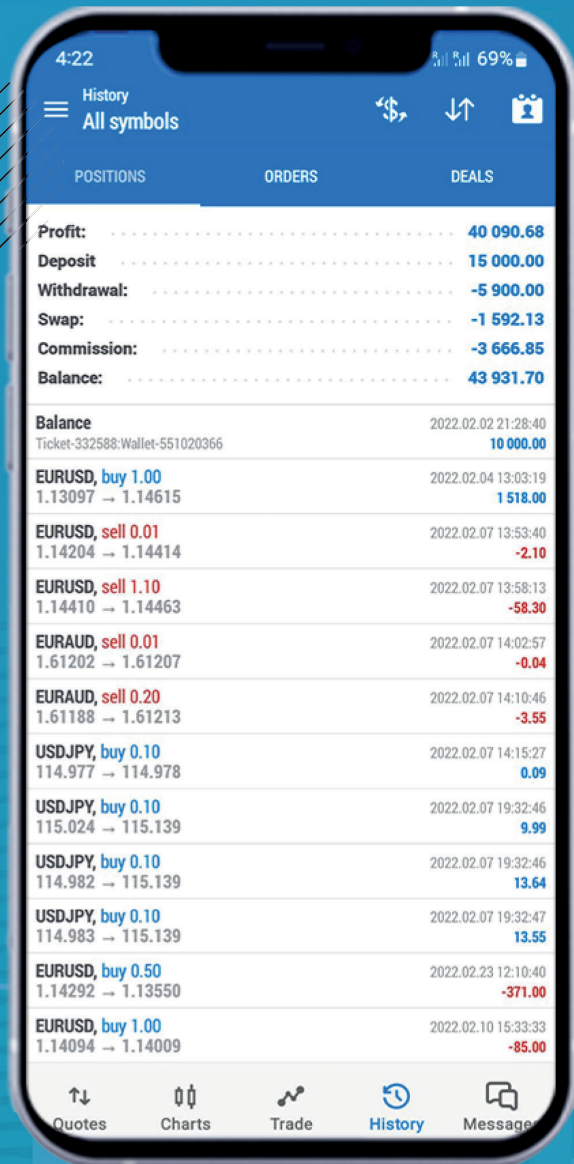 4:22
69%
History
All symbols
POSITIONS ORDERS DEALS
Profit: 40 090.68
Deposit 15 000.00
Withdrawal: -5 900.00
Swap: -1 592.13
Commission: -3 666.85
Balance: 43 931.70
Balance 2022.02.02 21:28:40
Ticket-332588:Wallet-551020366 10 000.00
EURUSD, buy 1.00 2022.02.04 13:03:19
1.13097 → 1.14615 1 518.00
EURUSD, sell 0.01 2022.02.07 13:53:40
1.14204 → 1.14414 -2.10
EURUSD, sell 1.10 2022.02.07 13:58:13
1.14410 → 1.14463 -58.30
EURAUD, sell 0.01 2022.02.07 14:02:57
1.61202 → 1.61207 -0.04
EURAUD, sell 0.20 2022.02.07 14:10:46
1.61188 → 1.61213 -3.55
USDJPY, buy 0.10 2022.02.07 14:15:27
114.977 → 114.978 0.09
USDJPY, buy 0.10 2022.02.07 19:32:46
115.024 → 115.139 9.99
USDJPY, buy 0.10 2022.02.07 19:32:46
114.982 → 115.139 13.64
USDJPY, buy 0.10 2022.02.07 19:32:47
114.983 → 115.139 13.55
EURUSD, buy 0.50 2022.02.23 12:10:40
1.14292 → 1.13550 -371.00
EURUSD, buy 1.00 2022.02.10 15:33:33
1.14094 → 1.14009 -85.00
Quotes Charts Trade History Messages